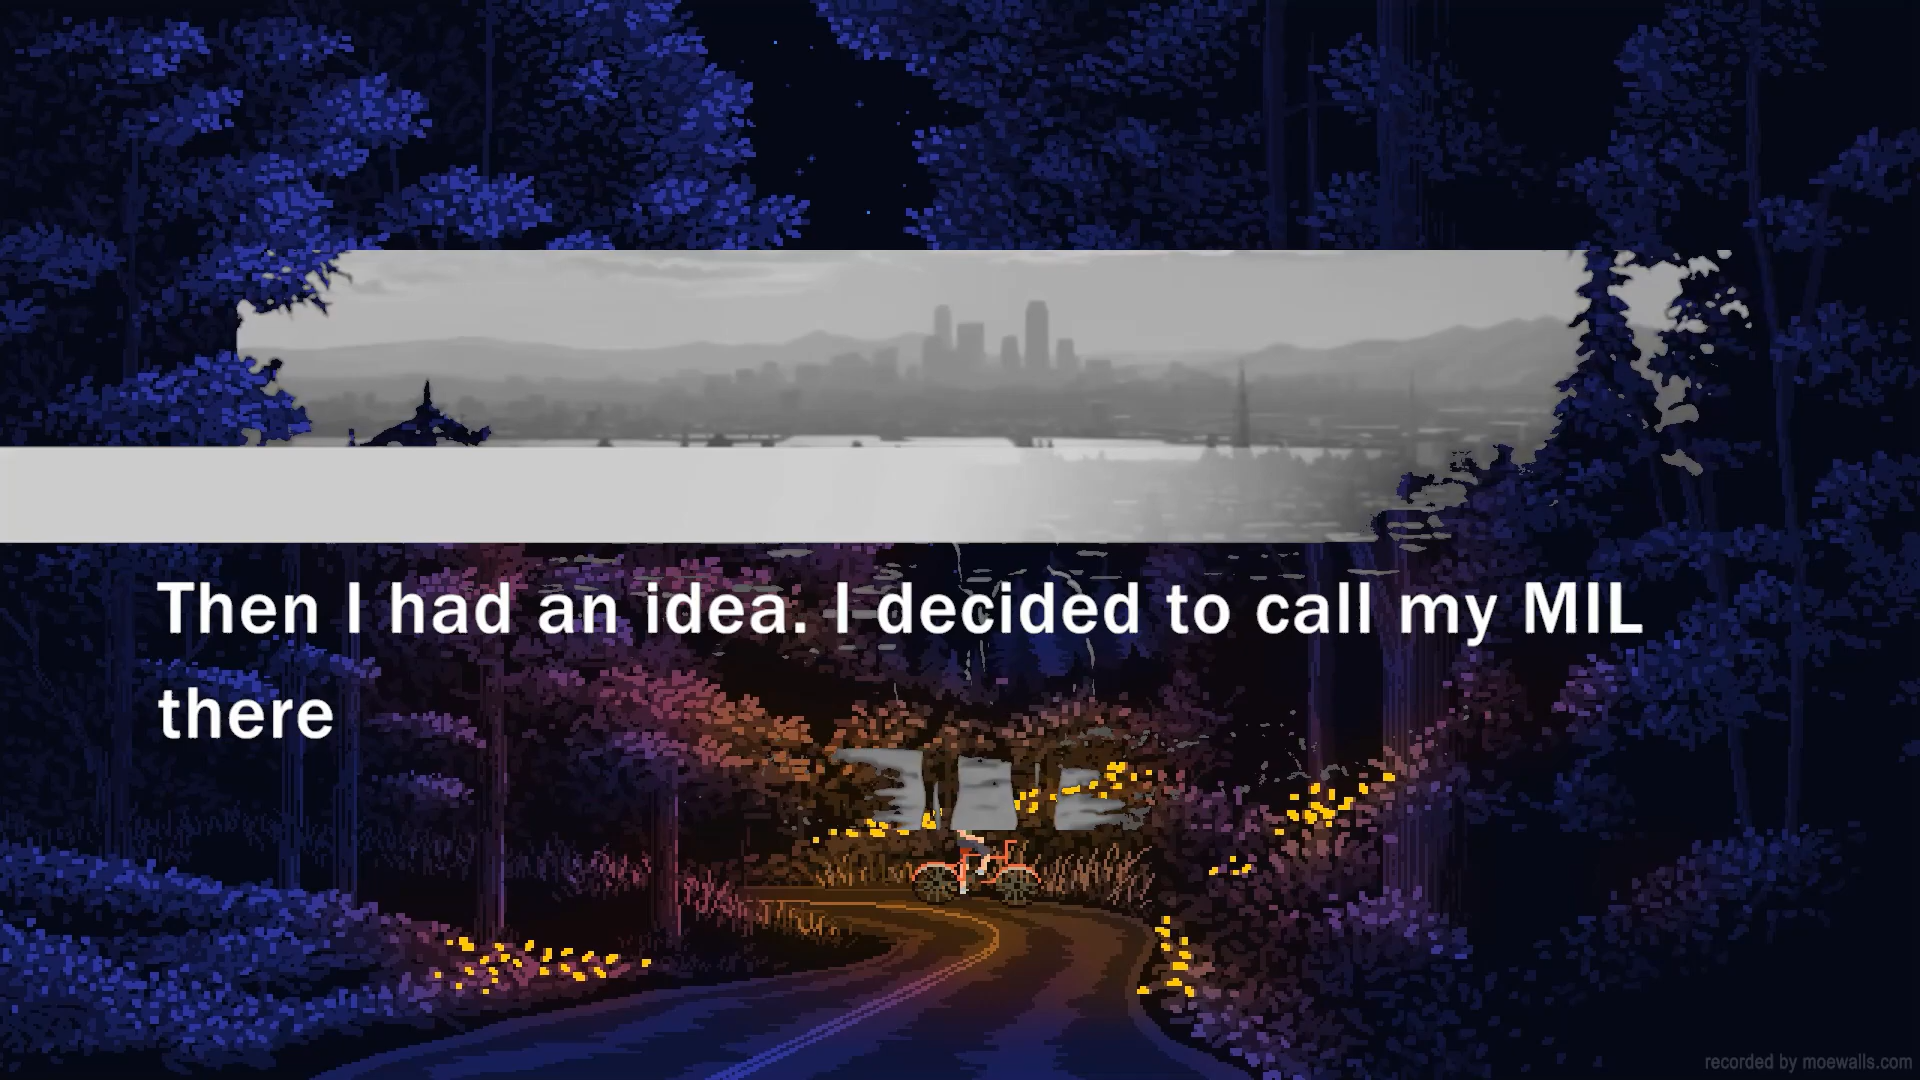 Then I had an idea. I decided to call my MIL
there
recorded by moewalls.com